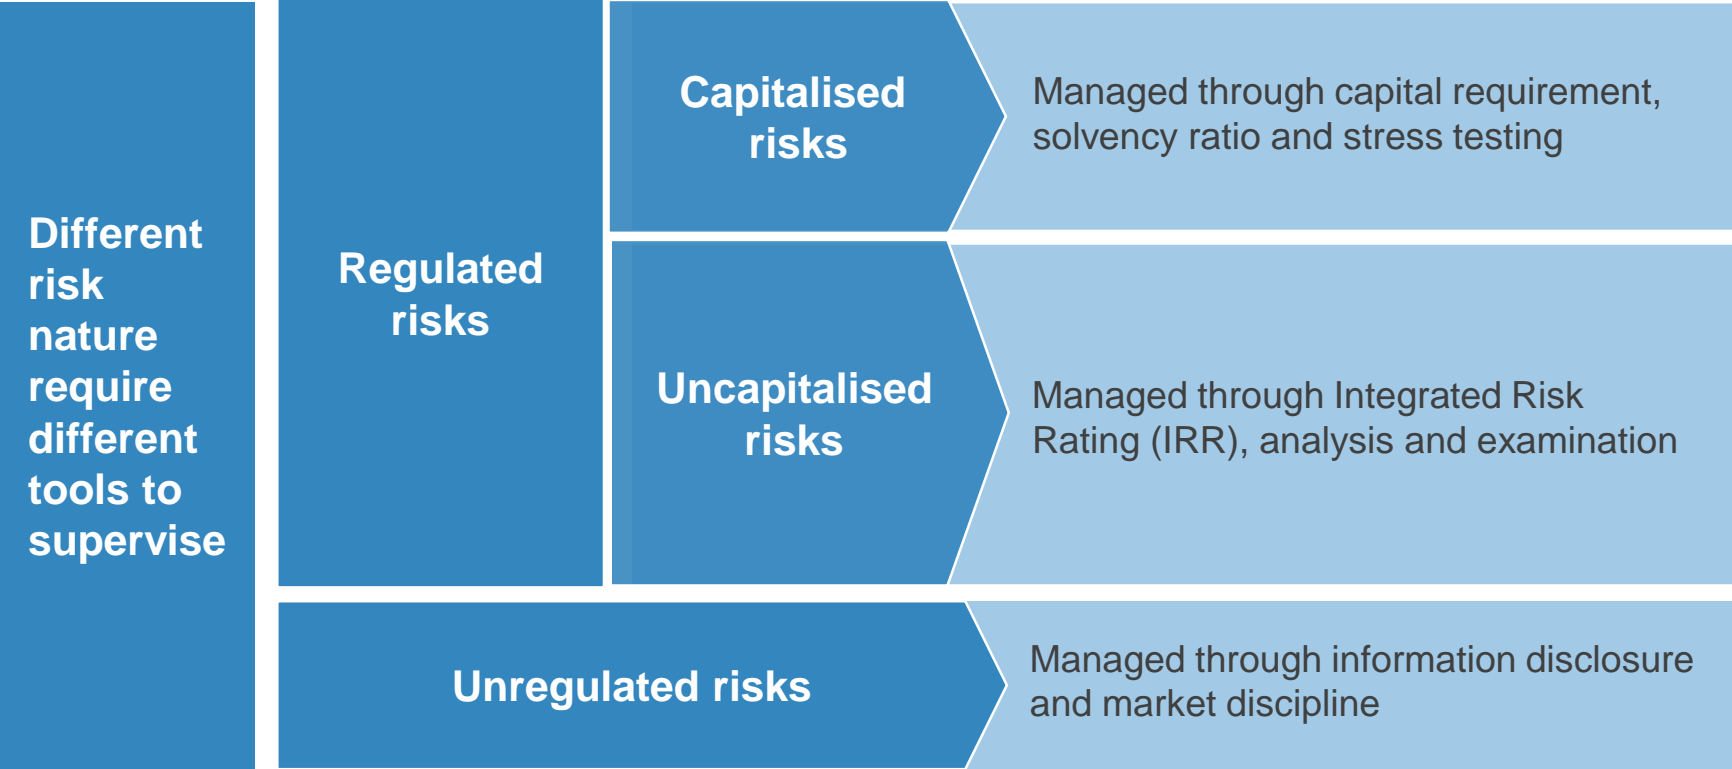 Different
risk
nature
require
different
tools to
supervise
Regulated
risks
Capitalised
risks
Managed through capital requirement,
solvency ratio and stress testing
Uncapitalised
risks
Managed through Integrated Risk
Rating (IRR), analysis and examination
Unregulated risks
Managed through information disclosure
and market discipline